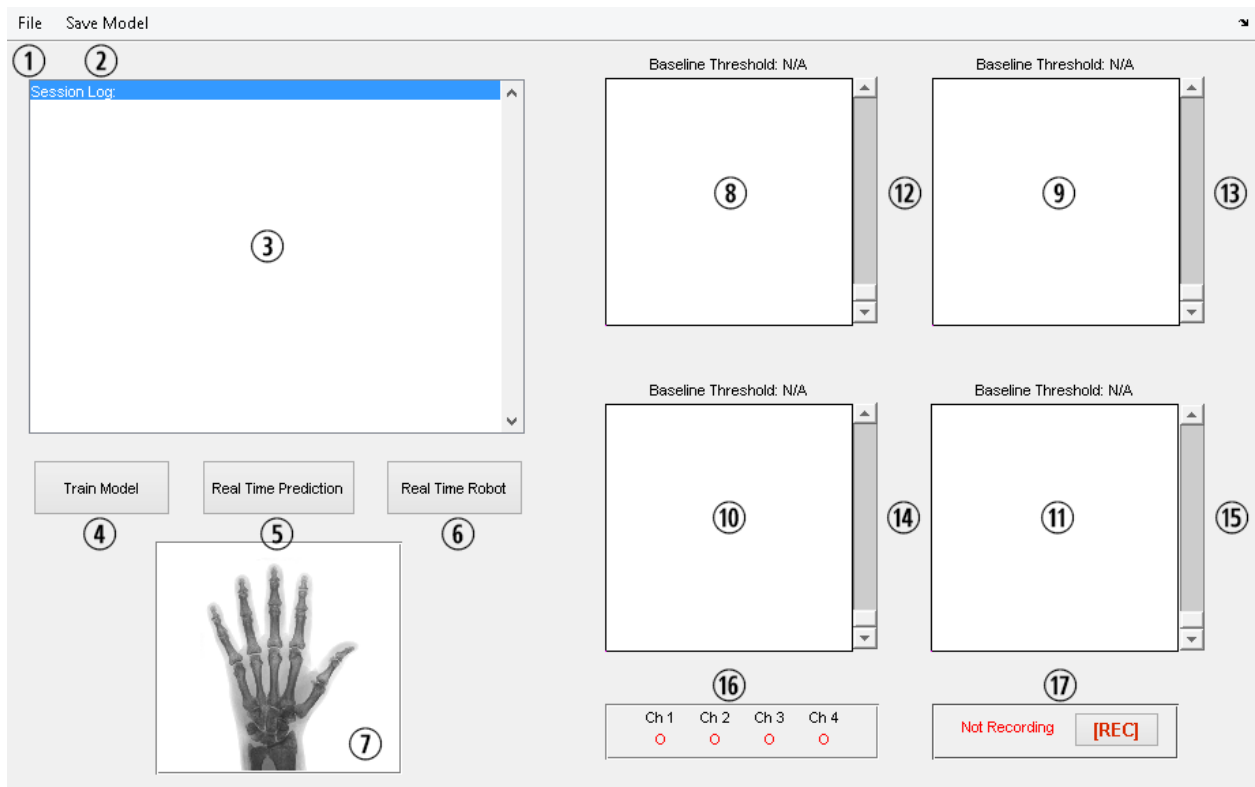 File Save Model
① ②
Baseline Threshold: N/A Baseline Threshold: N/A
Session Log:
③
⑧ ⑫ ⑨ ⑬
Baseline Threshold: N/A Baseline Threshold: N/A
Train Model Real Time Prediction Real Time Robot
④ ⑤ ⑥
⑦
⑩ ⑭ ⑪ ⑮
⑯ ⑰
Ch 1 Ch 2 Ch 3 Ch 4
Not Recording [REC]